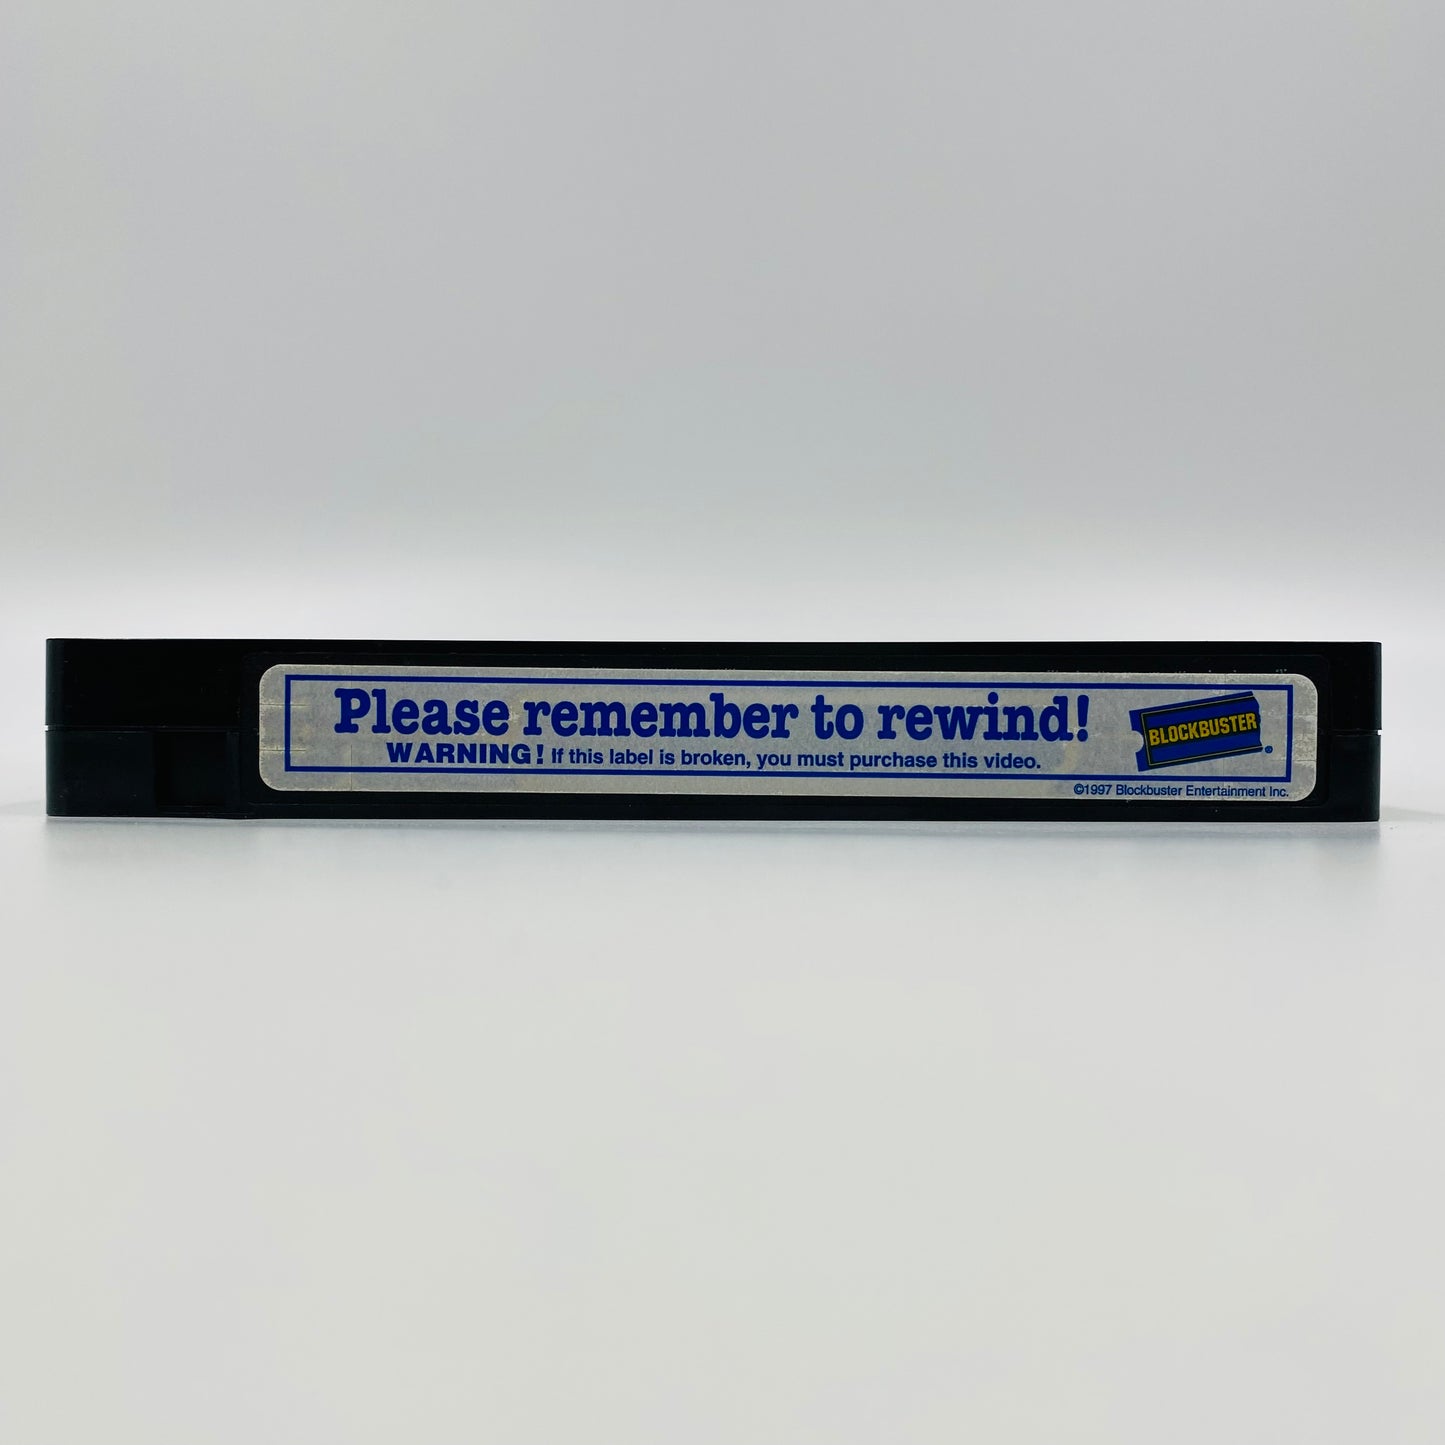 Please remember to rewind!
WARNING! If this label is broken, you must purchase this video.
BLOCKBUSTER®
©1997 Blockbuster Entertainment Inc.